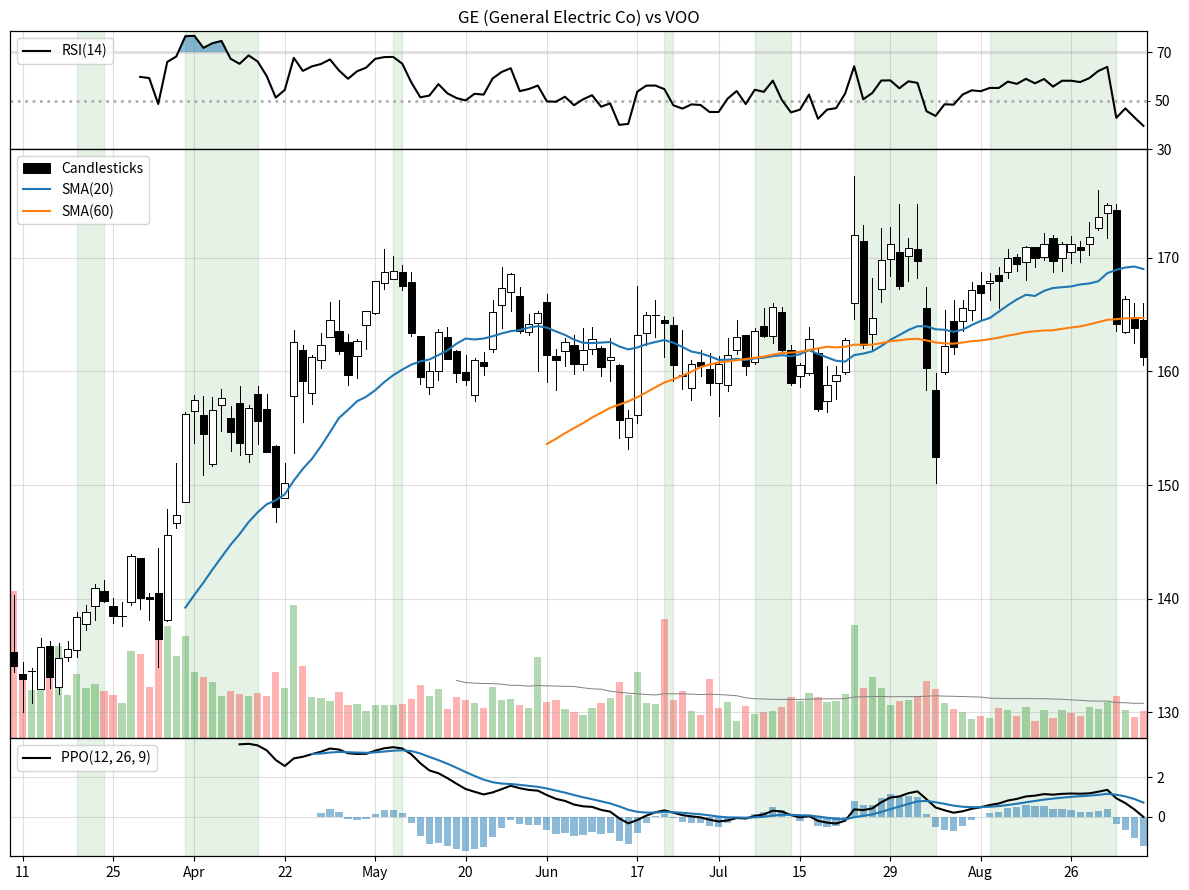 GE (General Electric Co) vs VOO
RSI(14)
70
50
30
Candlesticks
SMA(20)
SMA(60)
170
160
150
140
130
PPO(12, 26, 9)
2
0
11 25 Apr 22 May 20 Jun 17 Jul 15 29 Aug 26